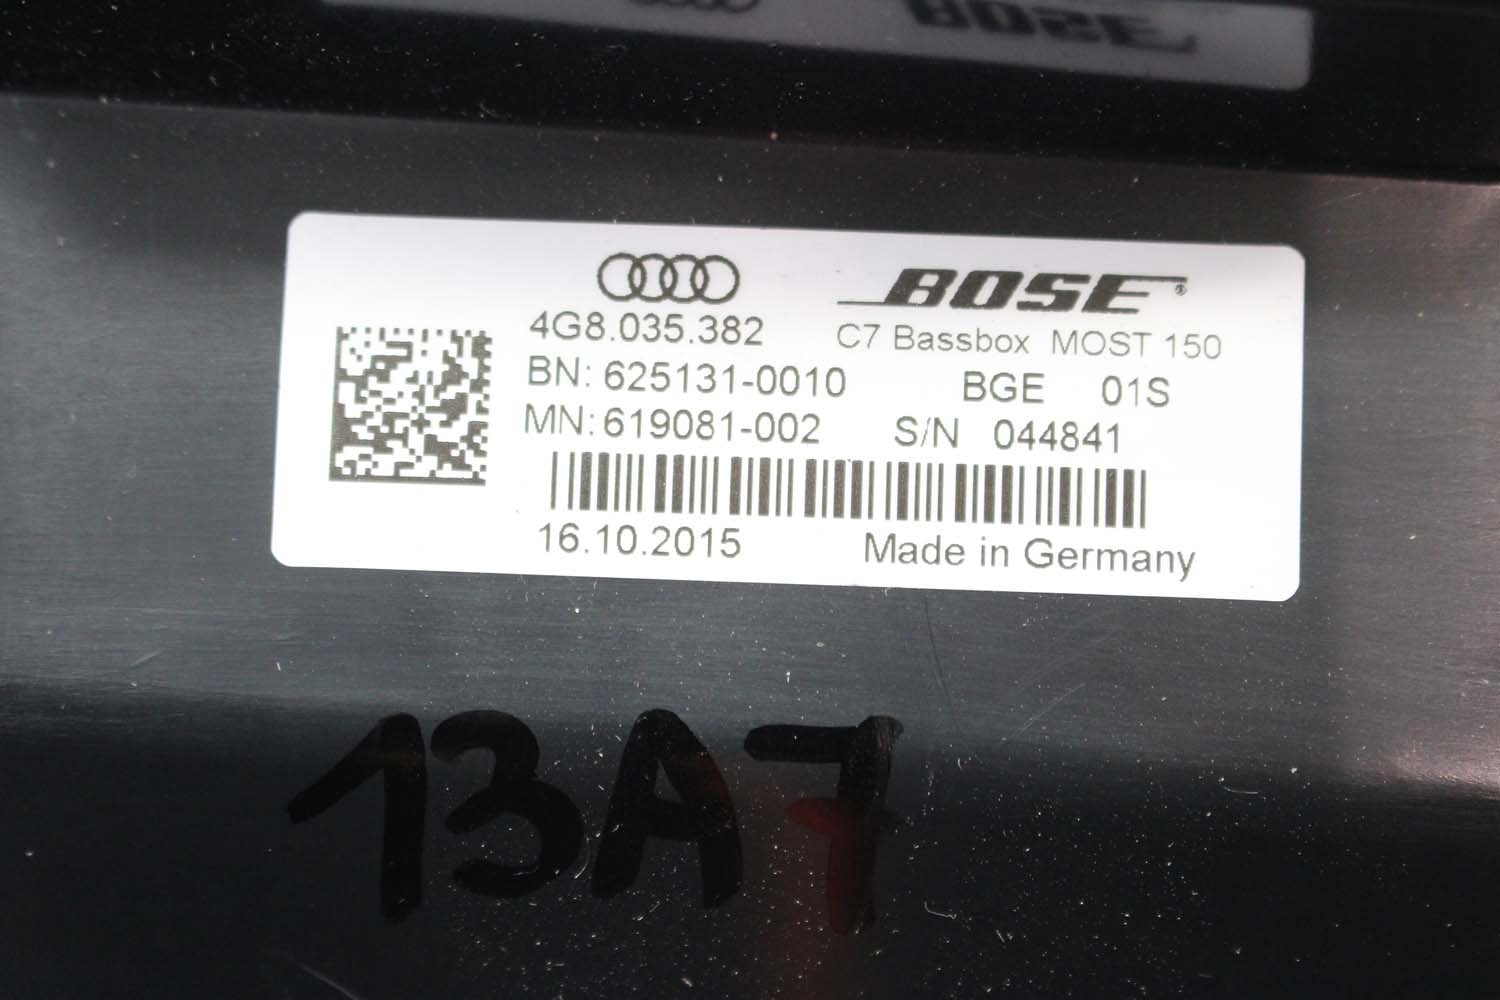 BOSE
BOSE®
4G8.035.382 C7 Bassbox MOST 150
BN: 625131-0010 BGE 01S
MN: 619081-002 S/N 044841
16.10.2015 Made in Germany
13A7